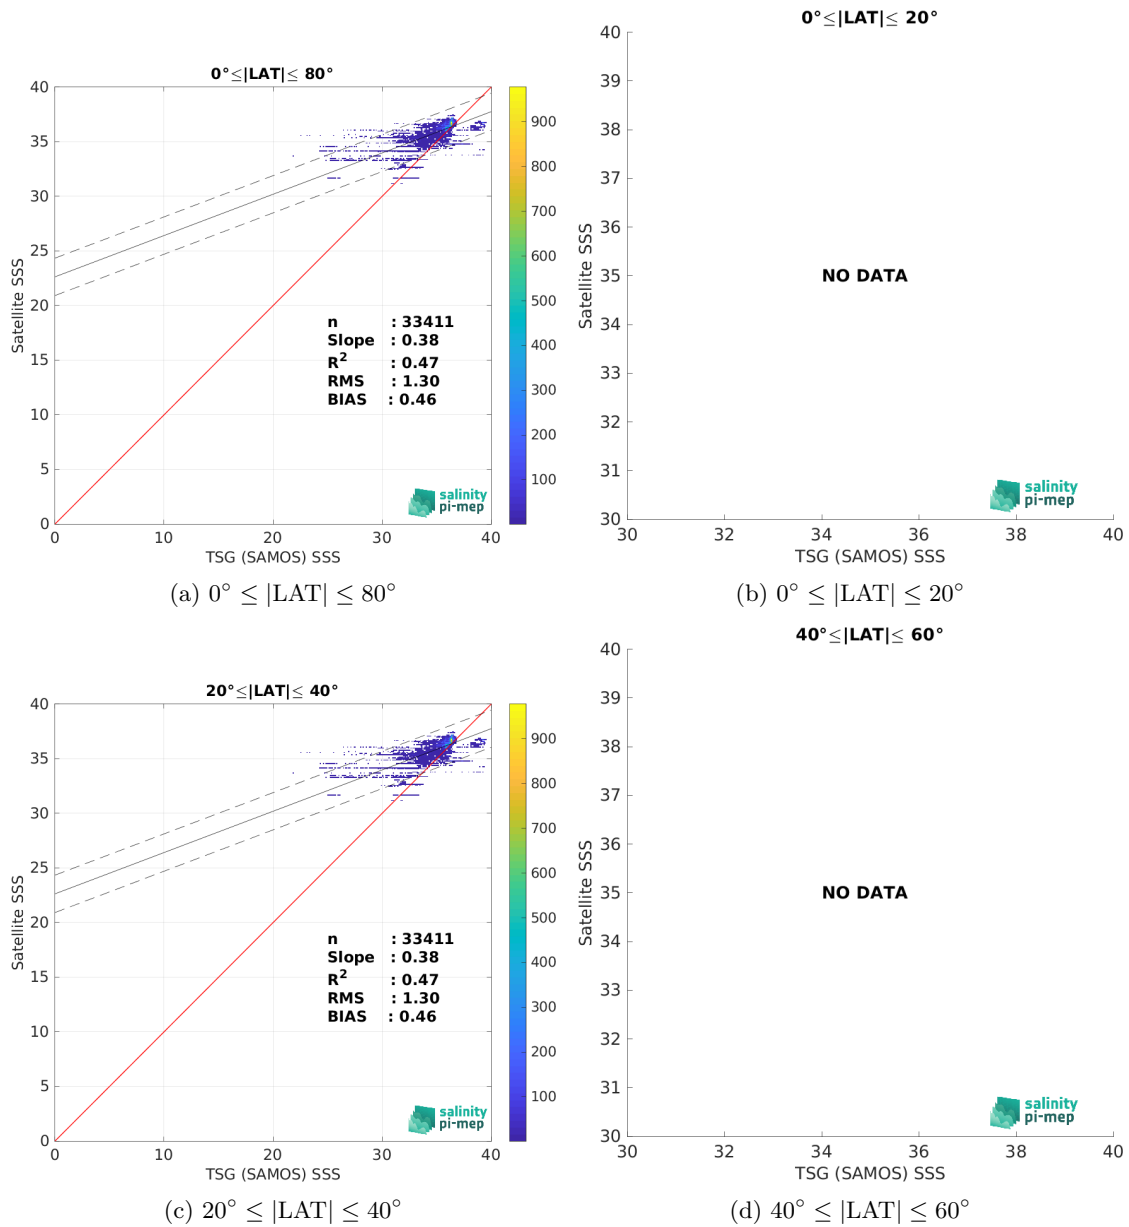 0°≤|LAT|≤ 80°
40
35
30
25
20
15
10
5
0
Satellite SSS
0
10
20
30
40
TSG (SAMOS) SSS
900
800
700
600
500
400
300
200
100
n : 33411
Slope : 0.38
R² : 0.47
RMS : 1.30
BIAS : 0.46
salinity
pi-mep
(a) 0° ≤ |LAT| ≤ 80°
0°≤|LAT|≤ 20°
40
39
38
37
36
35
34
33
32
31
30
Satellite SSS
NO DATA
30
32
34
36
38
40
TSG (SAMOS) SSS
salinity
pi-mep
(b) 0° ≤ |LAT| ≤ 20°
20°≤|LAT|≤ 40°
40
35
30
25
20
15
10
5
0
Satellite SSS
0
10
20
30
40
TSG (SAMOS) SSS
900
800
700
600
500
400
300
200
100
n : 33411
Slope : 0.38
R² : 0.47
RMS : 1.30
BIAS : 0.46
salinity
pi-mep
(c) 20° ≤ |LAT| ≤ 40°
40°≤|LAT|≤ 60°
40
39
38
37
36
35
34
33
32
31
30
Satellite SSS
NO DATA
30
32
34
36
38
40
TSG (SAMOS) SSS
salinity
pi-mep
(d) 40° ≤ |LAT| ≤ 60°